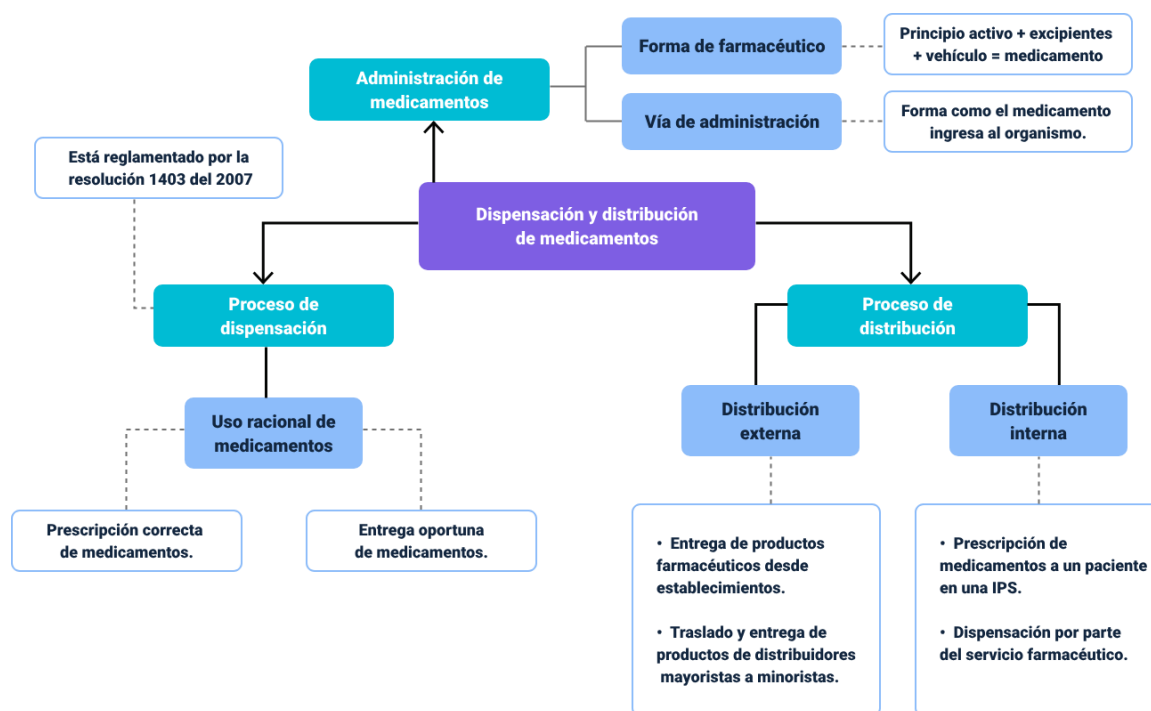 Forma de farmacéutico
Principio activo + excipientes
+ vehículo = medicamento
Administración de
medicamentos
Vía de administración
Forma como el medicamento
ingresa al organismo.
Está reglamentado por la
resolución 1403 del 2007
Dispensación y distribución
de medicamentos
Proceso de
dispensación
Proceso de
distribución
Uso racional de
medicamentos
Distribución
externa
Distribución
interna
Prescripción correcta
de medicamentos.
Entrega oportuna
de medicamentos.
• Entrega de productos
farmacéuticos desde
establecimientos.
• Traslado y entrega de
productos de distribuidores
mayoristas a minoristas.
• Prescripción de
medicamentos a un paciente
en una IPS.
• Dispensación por parte
del servicio farmacéutico.